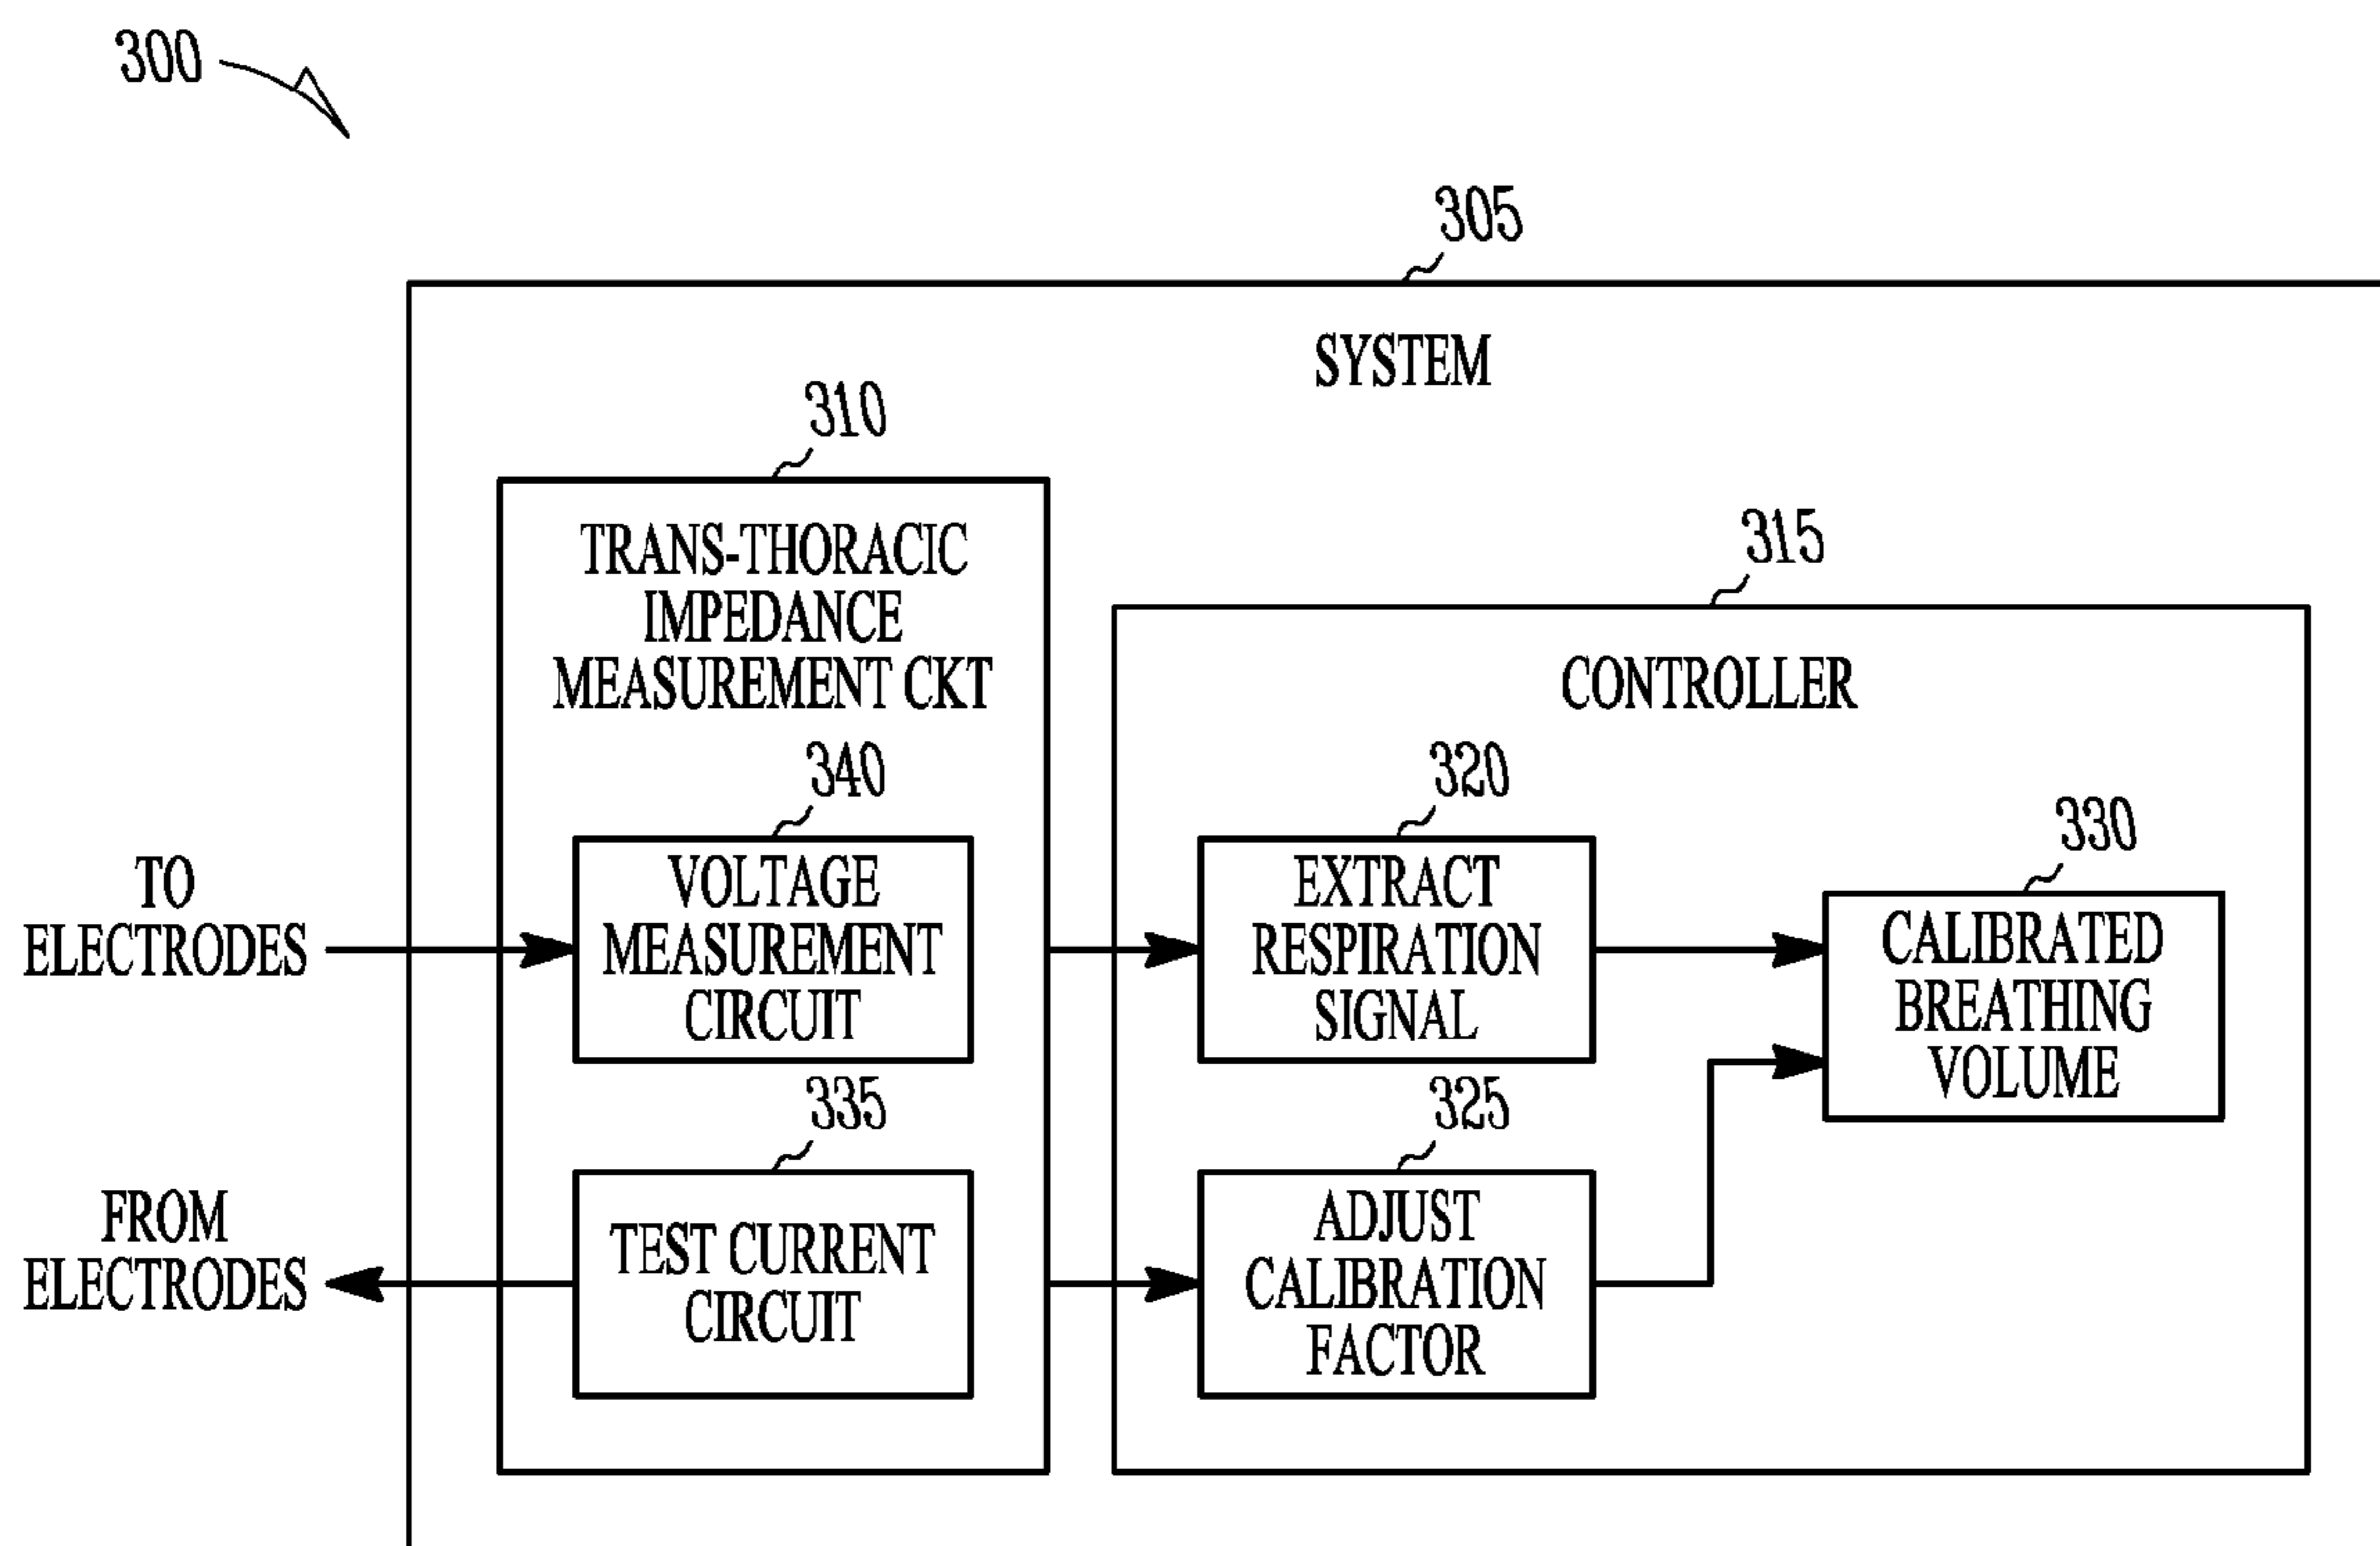 300
305
SYSTEM
310
TRANS-THORACIC
IMPEDANCE
MEASUREMENT CKT
315
CONTROLLER
340
VOLTAGE
MEASUREMENT
CIRCUIT
320
EXTRACT
RESPIRATION
SIGNAL
330
CALIBRATED
BREATHING
VOLUME
TO
ELECTRODES
335
TEST CURRENT
CIRCUIT
325
ADJUST
CALIBRATION
FACTOR
FROM
ELECTRODES